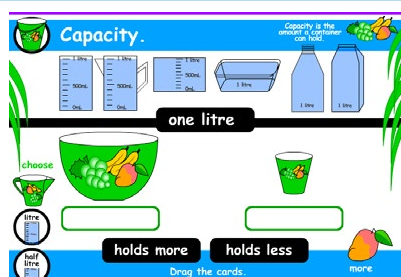 Capacity.
Capacity is the
amount a container
can hold.
1 litre
500mL
0mL
1 litre
500mL
0mL
1 litre
500mL
0mL
1 litre
1 litre
1 litre
one litre
choose
litre
half
litre
holds more
holds less
more
Drag the cards.